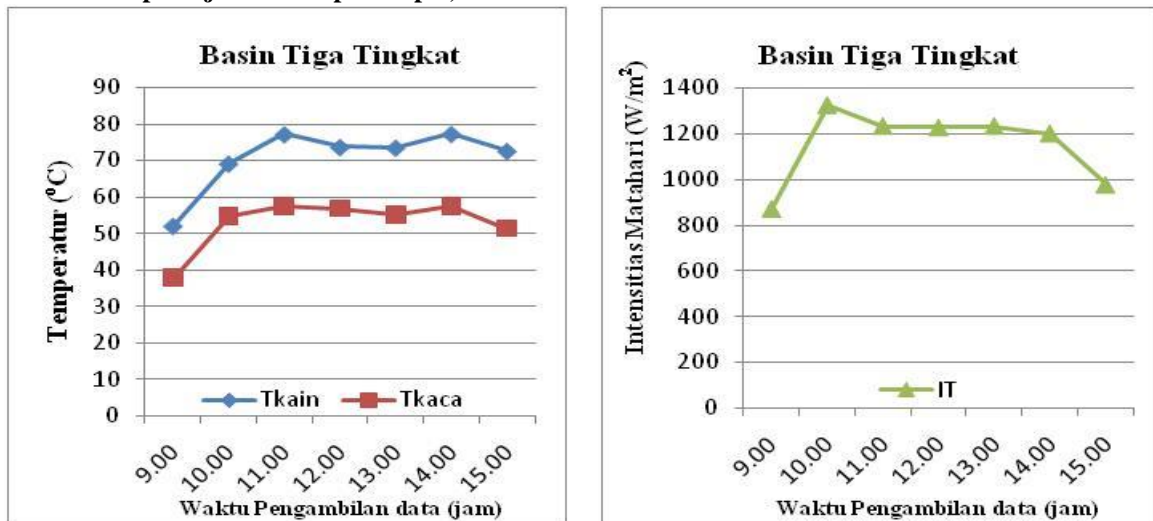 Basin Tiga Tingkat
Temperatur (⁰C)
90
80
70
60
50
40
30
20
10
0
Tkain Tkaca
9.00 10.00 11.00 12.00 13.00 14.00 15.00
Waktu Pengambilan data (jam)
Basin Tiga Tingkat
Intensitias Matahari (W/m²)
1400
1200
1000
800
600
400
200
0
IT
9.00 10.00 11.00 12.00 13.00 14.00 15.00
Waktu Pengambilan data (jam)